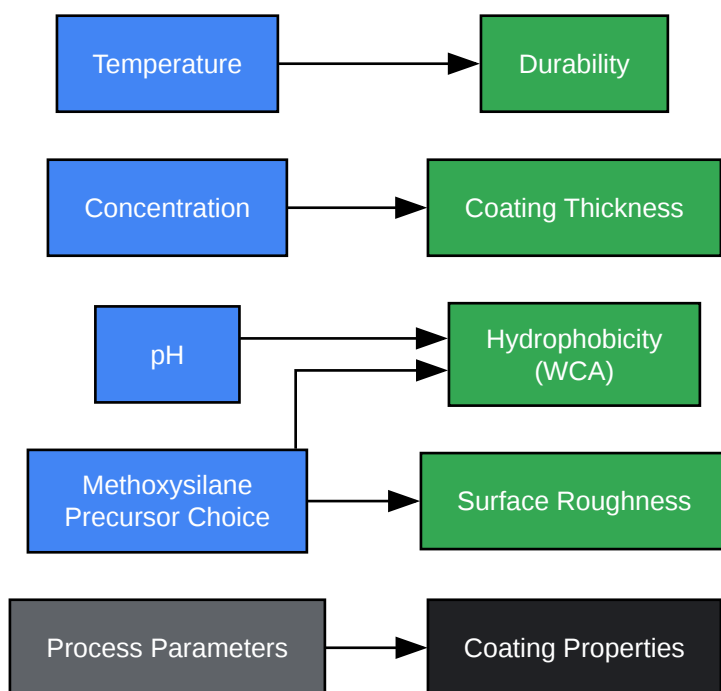 Temperature
Durability
Concentration
Coating Thickness
pH
Hydrophobicity
(WCA)
Methoxysilane
Precursor Choice
Surface Roughness
Process Parameters
Coating Properties